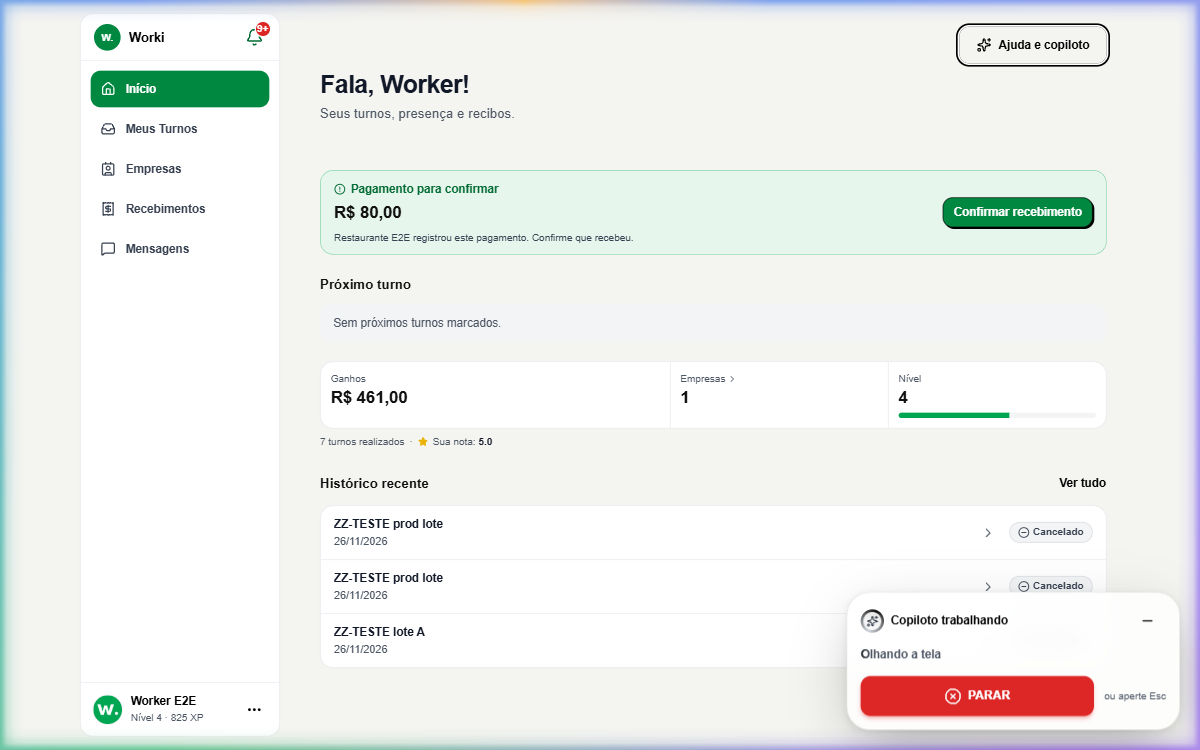 w. Worki
9+
Início
Meus Turnos
Empresas
Recebimentos
Mensagens
w. Worker E2E
Nível 4 · 825 XP
Ajuda e copiloto
Fala, Worker!
Seus turnos, presença e recibos.
Pagamento para confirmar
R$ 80,00
Restaurante E2E registrou este pagamento. Confirme que recebeu.
Confirmar recebimento
Próximo turno
Sem próximos turnos marcados.
Ganhos
R$ 461,00
Empresas
1
Nível
4
7 turnos realizados · Sua nota: 5.0
Histórico recente
Ver tudo
ZZ-TESTE prod lote
26/11/2026
Cancelado
ZZ-TESTE prod lote
26/11/2026
Cancelado
ZZ-TESTE lote A
26/11/2026
Copiloto trabalhando
Olhando a tela
PARAR
ou aperte Esc